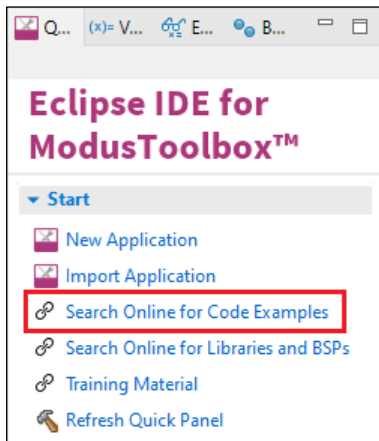 Q... (x)= V... E... B...
Eclipse IDE for
ModusToolbox™
Start
New Application
Import Application
Search Online for Code Examples
Search Online for Libraries and BSPs
Training Material
Refresh Quick Panel